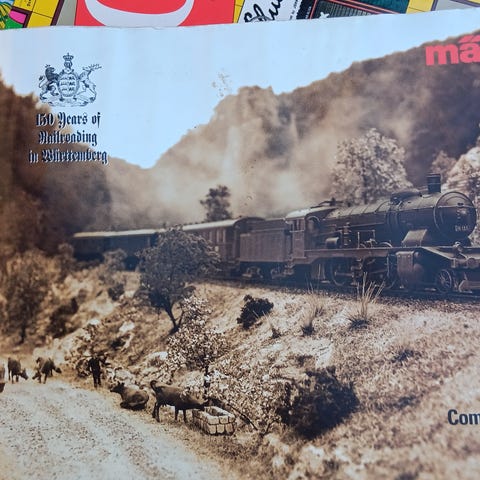 mä
150 Years of
Railroading
in Württemberg
Com